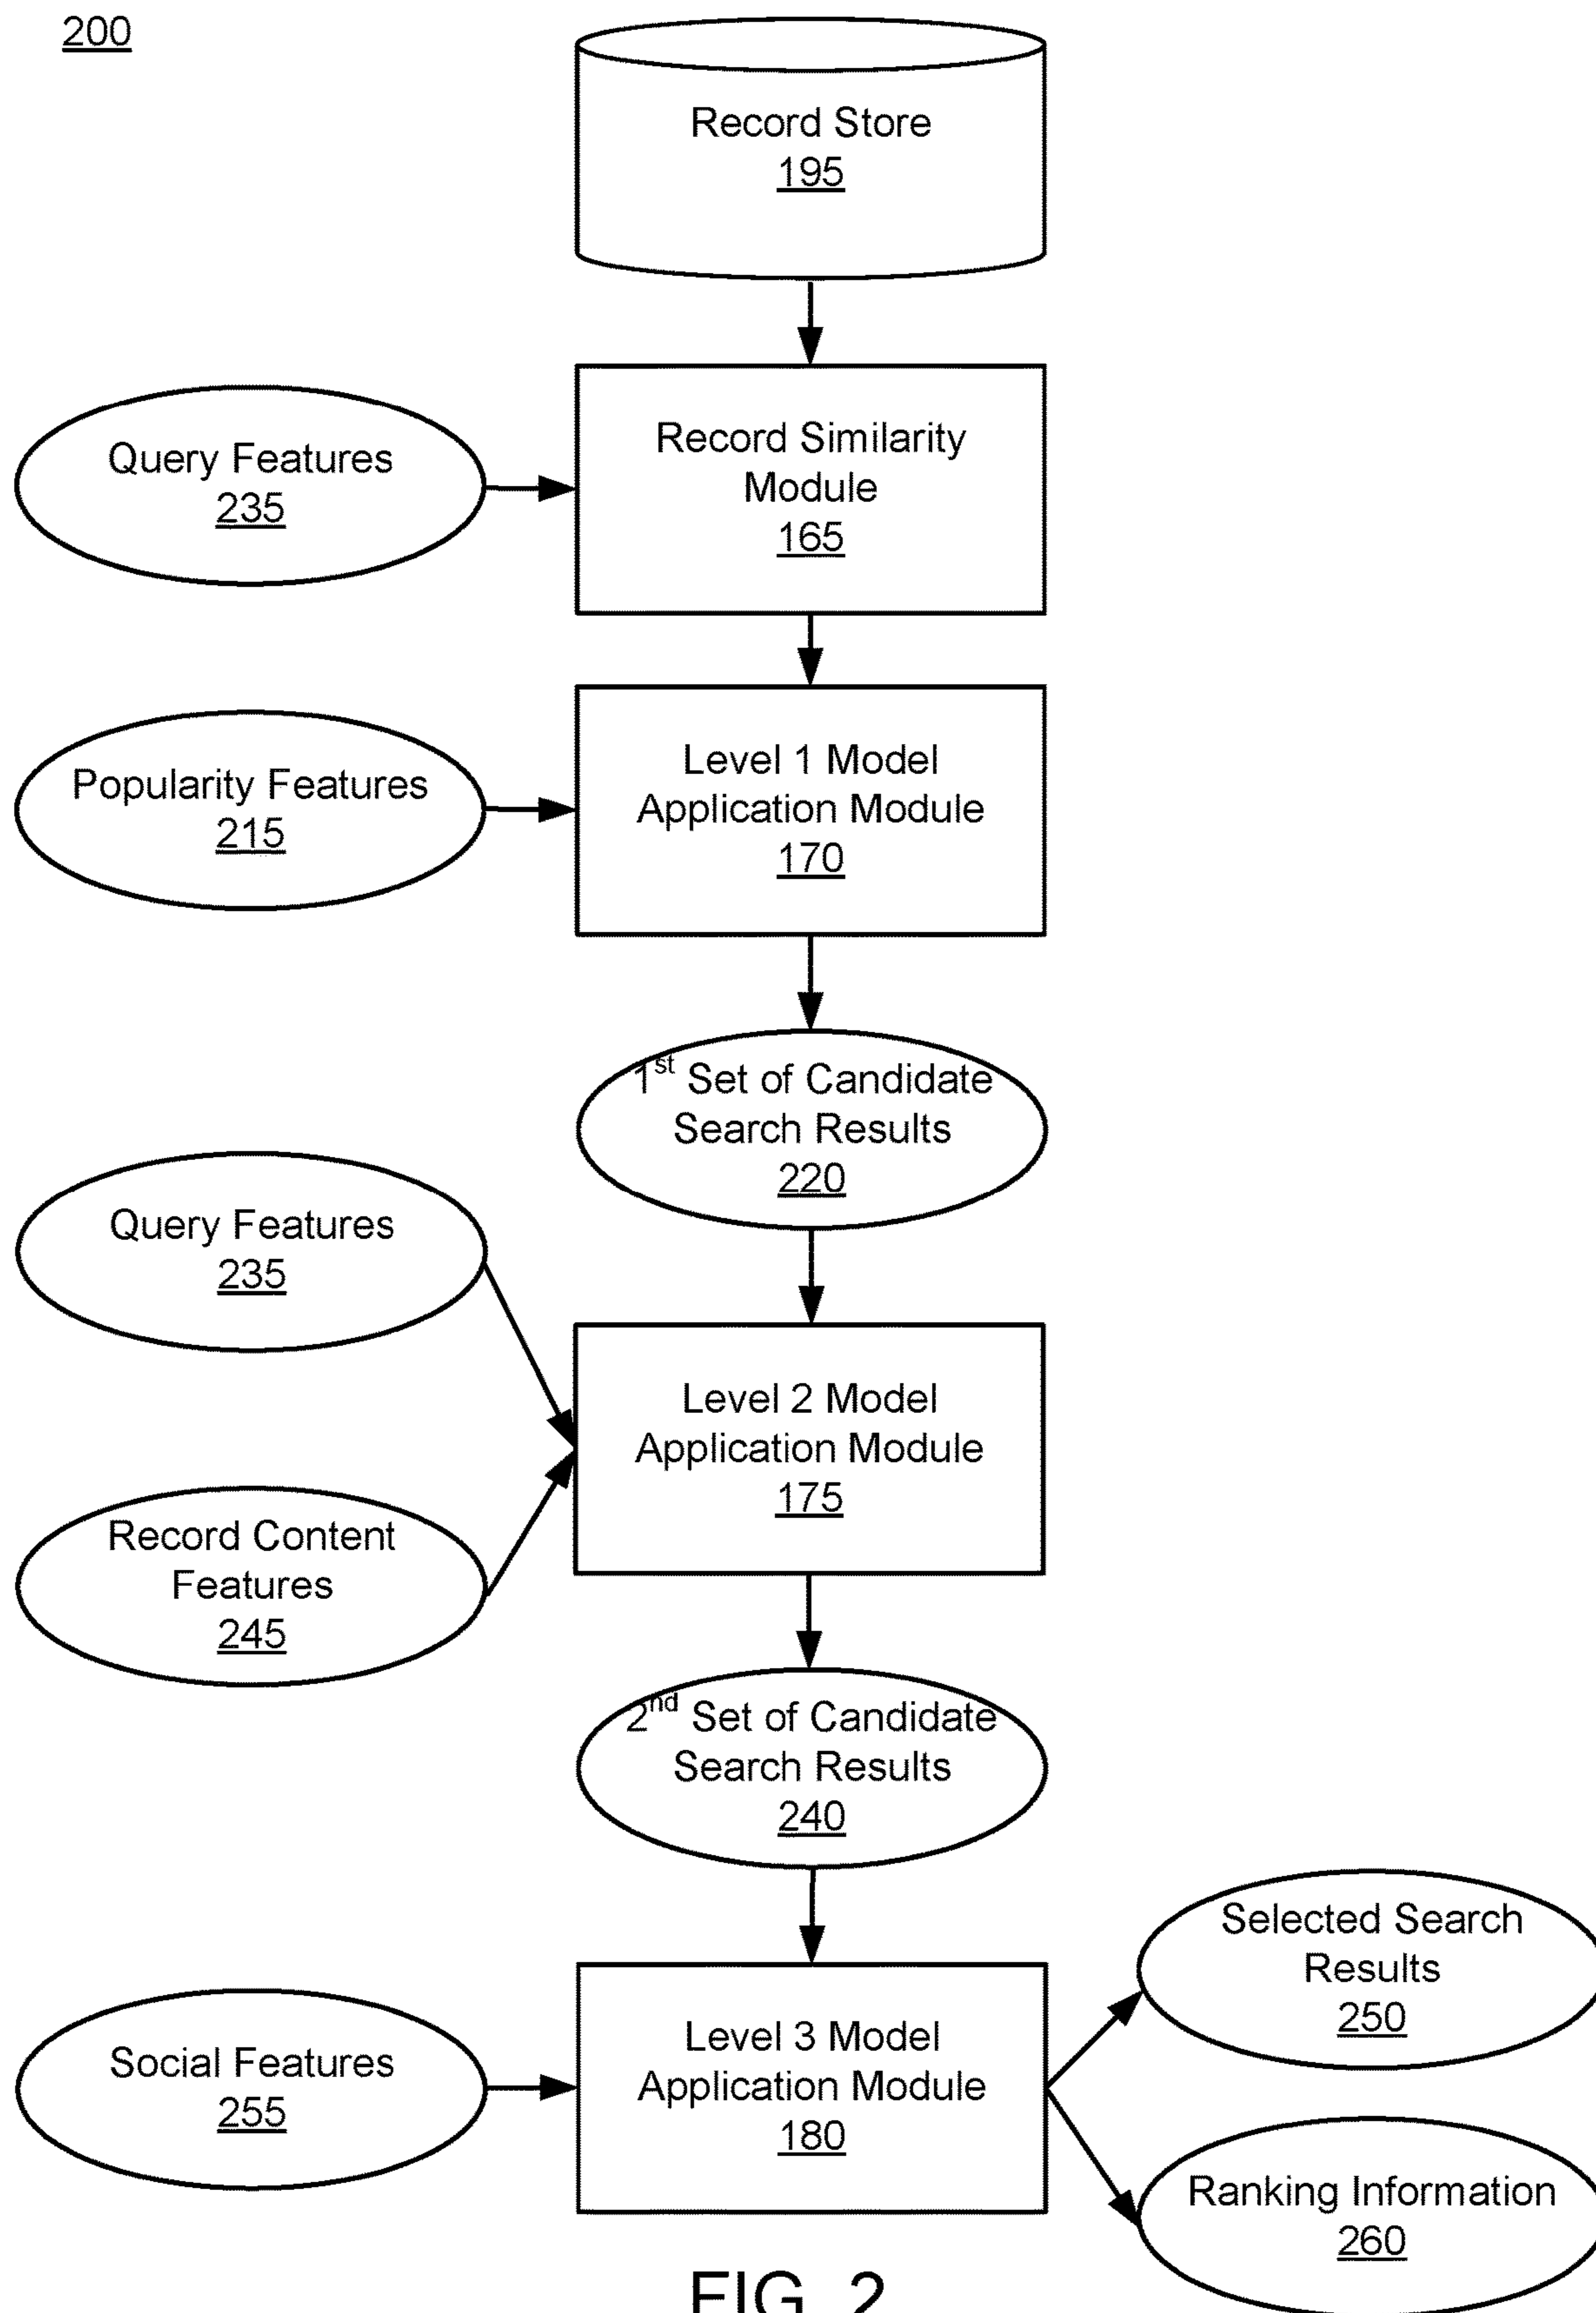 200
Record Store
195
Query Features
235
Record Similarity
Module
165
Popularity Features
215
Level 1 Model
Application Module
170
1st Set of Candidate
Search Results
220
Query Features
235
Record Content
Features
245
Level 2 Model
Application Module
175
2nd Set of Candidate
Search Results
240
Social Features
255
Level 3 Model
Application Module
180
Selected Search
Results
250
Ranking Information
260
FIG. 2